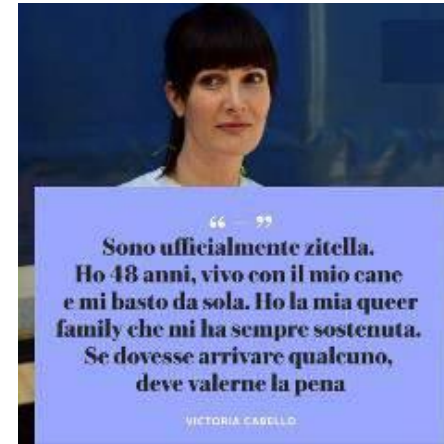 “ — ”
Sono ufficialmente zitella.
Ho 48 anni, vivo con il mio cane
e mi basto da sola. Ho la mia queer
family che mi ha sempre sostenuta.
Se dovesse arrivare qualcuno,
deve valerne la pena
VICTORIA CABELLO